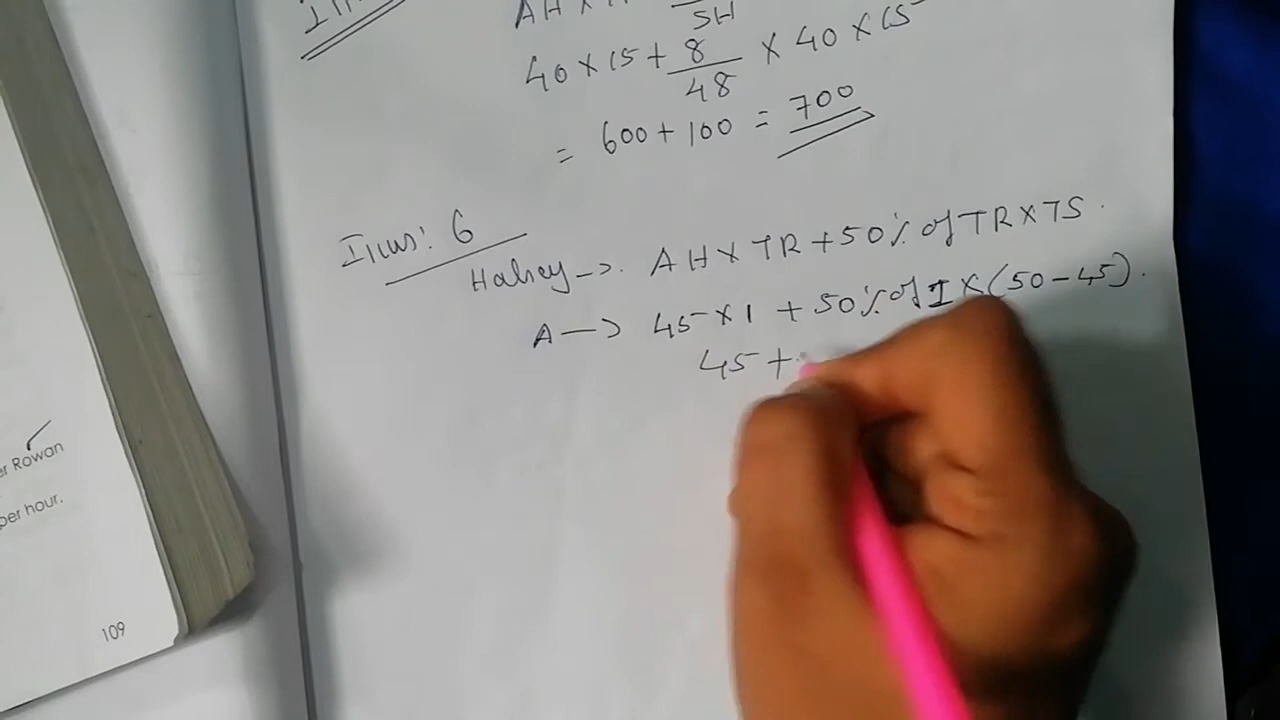 AH X
SH
40 × 15 + 8/48 × 40 × 15
= 600 + 100 = 700
Illus: 6
Halsey -> AH X TR + 50% of TR X TS
A -> 45 × 1 + 50% of 1 × (50 - 45).
45 +
er Rowan
per hour.
109